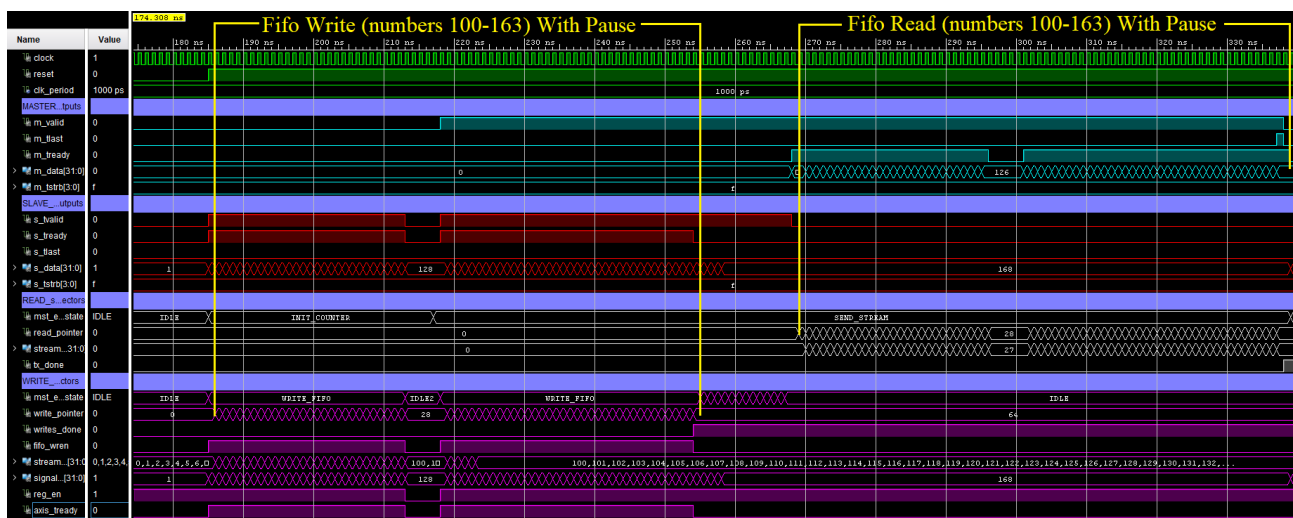 174.308 ns
Fifo Write (numbers 100-163) With Pause
Fifo Read (numbers 100-163) With Pause
Name Value
180 ns 190 ns 200 ns 210 ns 220 ns 230 ns 240 ns 250 ns 260 ns 270 ns 280 ns 290 ns 300 ns 310 ns 320 ns 330 ns
clock 1
reset 0
clk_period 1000 ps 1000 ps
MASTER...tputs
m_valid 0
m_tlast 0
m_tready 0
m_data[31:0] 0 0 126
m_tstrb[3:0] f f
SLAVE_...utputs
s_tvalid 0
s_tready 0
s_tlast 0
s_data[31:0] 1 1 128 168
s_tstrb[3:0] f f
READ_s...ectors
mst_e...state IDLE IDLE INIT_COUNTER SEND_STREAM
read_pointer 0 0 28
stream...31:0] 0 0 27
tx_done 0
WRITE_...ctors
mst_e...state IDLE IDLE WRITE_FIFO IDLE2 WRITE_FIFO IDLE
write_pointer 0 0 28 64
writes_done 0
fifo_wren 0
stream...[31:0 0,1,2,3,4, 0,1,2,3,4,5,6, 100,10 100,101,102,103,104,105,106,107,108,109,110,111,112,113,114,115,116,117,118,119,120,121,122,123,124,125,126,127,128,129,130,131,132,...
signal...[31:0] 1 1 128 168
reg_en 1
axis_tready 0